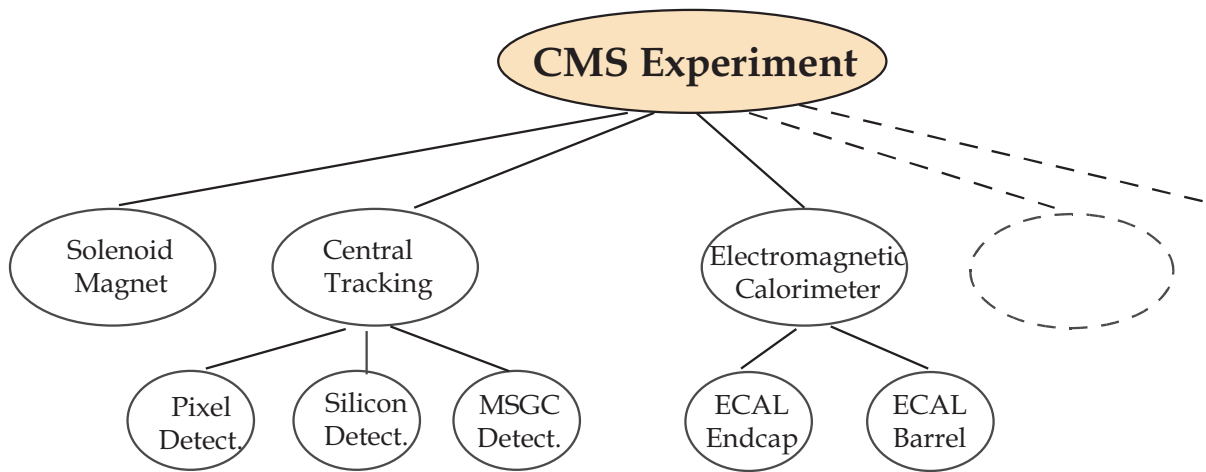 CMS Experiment
Solenoid
Magnet
Central
Tracking
Electromagnetic
Calorimeter
Pixel
Detect.
Silicon
Detect.
MSGC
Detect.
ECAL
Endcap
ECAL
Barrel